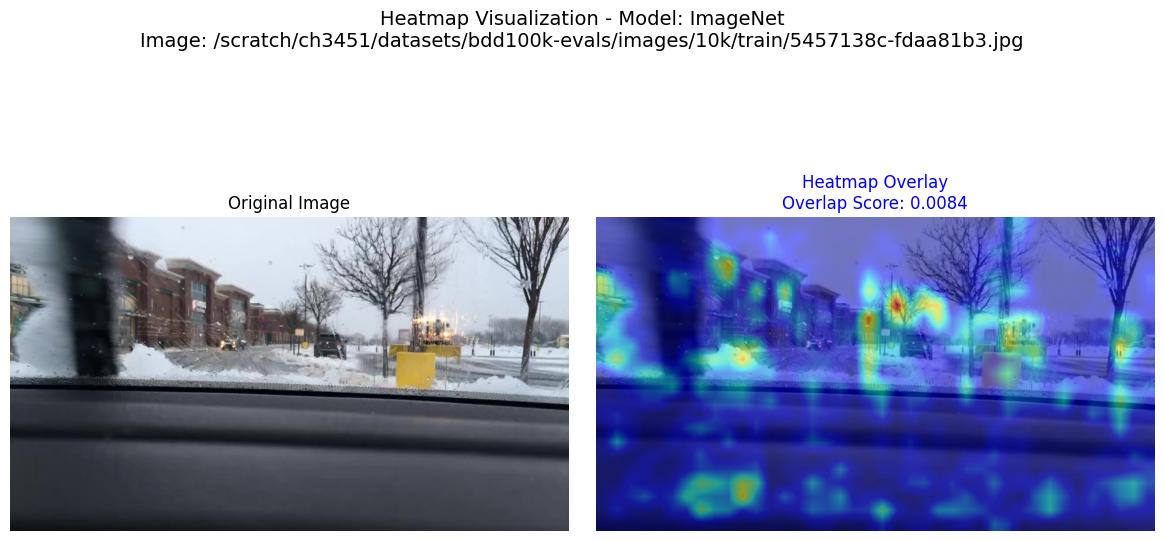 Heatmap Visualization - Model: ImageNet
Image: /scratch/ch3451/datasets/bdd100k-evals/images/10k/train/5457138c-fdaa81b3.jpg
Original Image
Heatmap Overlay
Overlap Score: 0.0084